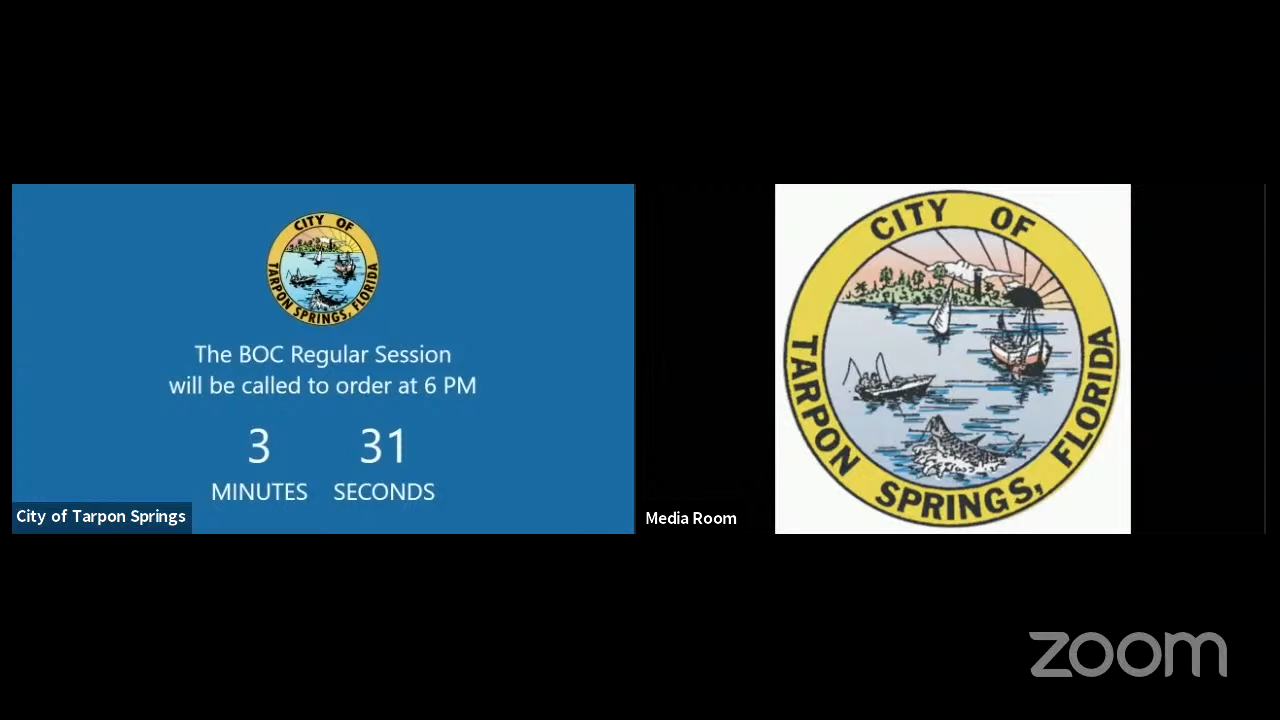 CITY OF
TARPON SPRINGS, FLORIDA
The BOC Regular Session
will be called to order at 6 PM
3 31
MINUTES SECONDS
City of Tarpon Springs
CITY OF
TARPON SPRINGS, FLORIDA
Media Room
zoom